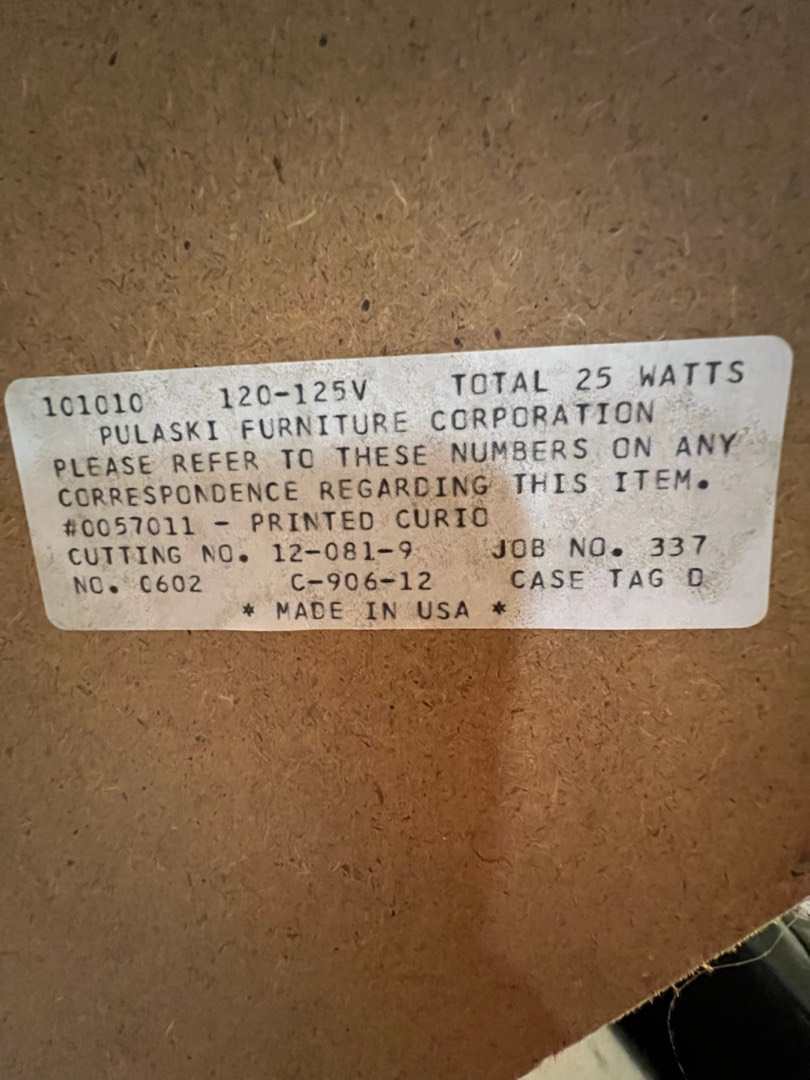 101010 120-125V TOTAL 25 WATTS
PULASKI FURNITURE CORPORATION
PLEASE REFER TO THESE NUMBERS ON ANY
CORRESPONDENCE REGARDING THIS ITEM.
#0057011 - PRINTED CURIO
CUTTING NO. 12-081-9 JOB NO. 337
NO. C602 C-906-12 CASE TAG D
* MADE IN USA *